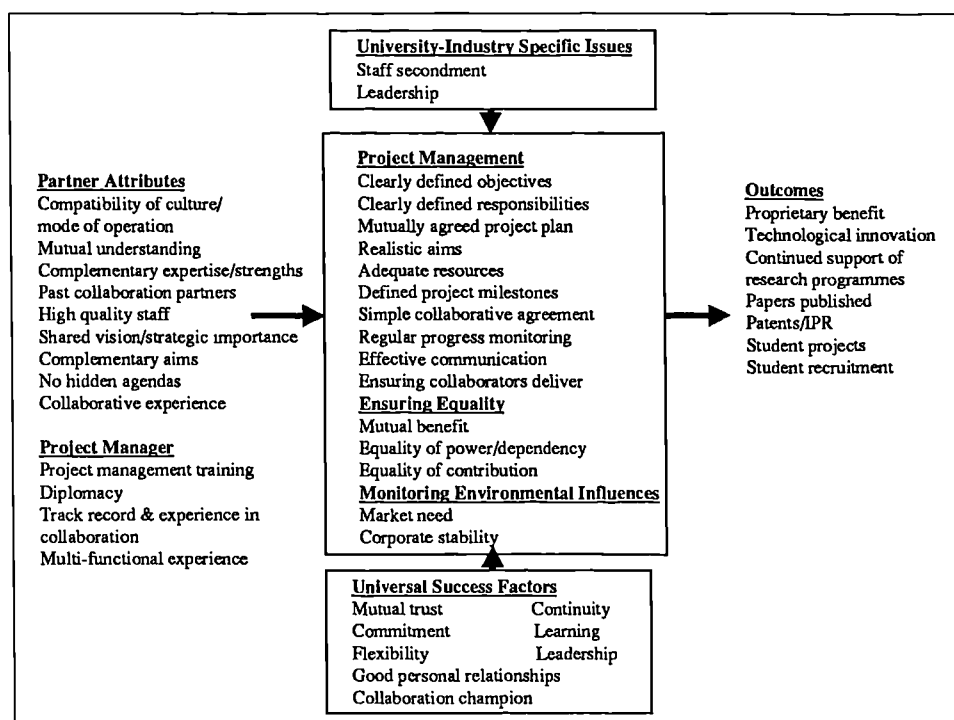 University-Industry Specific Issues
Staff secondment
Leadership
Partner Attributes
Compatibility of culture/
mode of operation
Mutual understanding
Complementary expertise/strengths
Past collaboration partners
High quality staff
Shared vision/strategic importance
Complementary aims
No hidden agendas
Collaborative experience
Project Manager
Project management training
Diplomacy
Track record & experience in
collaboration
Multi-functional experience
Project Management
Clearly defined objectives
Clearly defined responsibilities
Mutually agreed project plan
Realistic aims
Adequate resources
Defined project milestones
Simple collaborative agreement
Regular progress monitoring
Effective communication
Ensuring collaborators deliver
Ensuring Equality
Mutual benefit
Equality of power/dependency
Equality of contribution
Monitoring Environmental Influences
Market need
Corporate stability
Outcomes
Proprietary benefit
Technological innovation
Continued support of
research programmes
Papers published
Patents/IPR
Student projects
Student recruitment
Universal Success Factors
Mutual trust Continuity
Commitment Learning
Flexibility Leadership
Good personal relationships
Collaboration champion